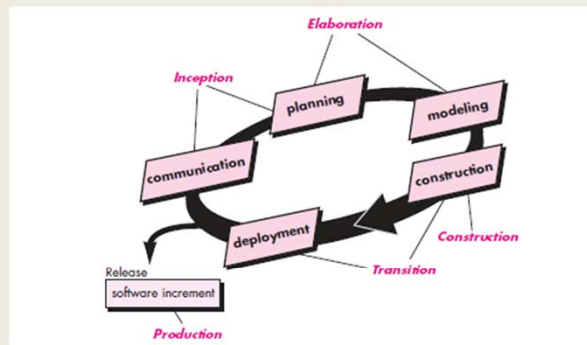 Elaboration
Inception
planning
modeling
communication
construction
deployment
Construction
Release
Transition
software increment
Production